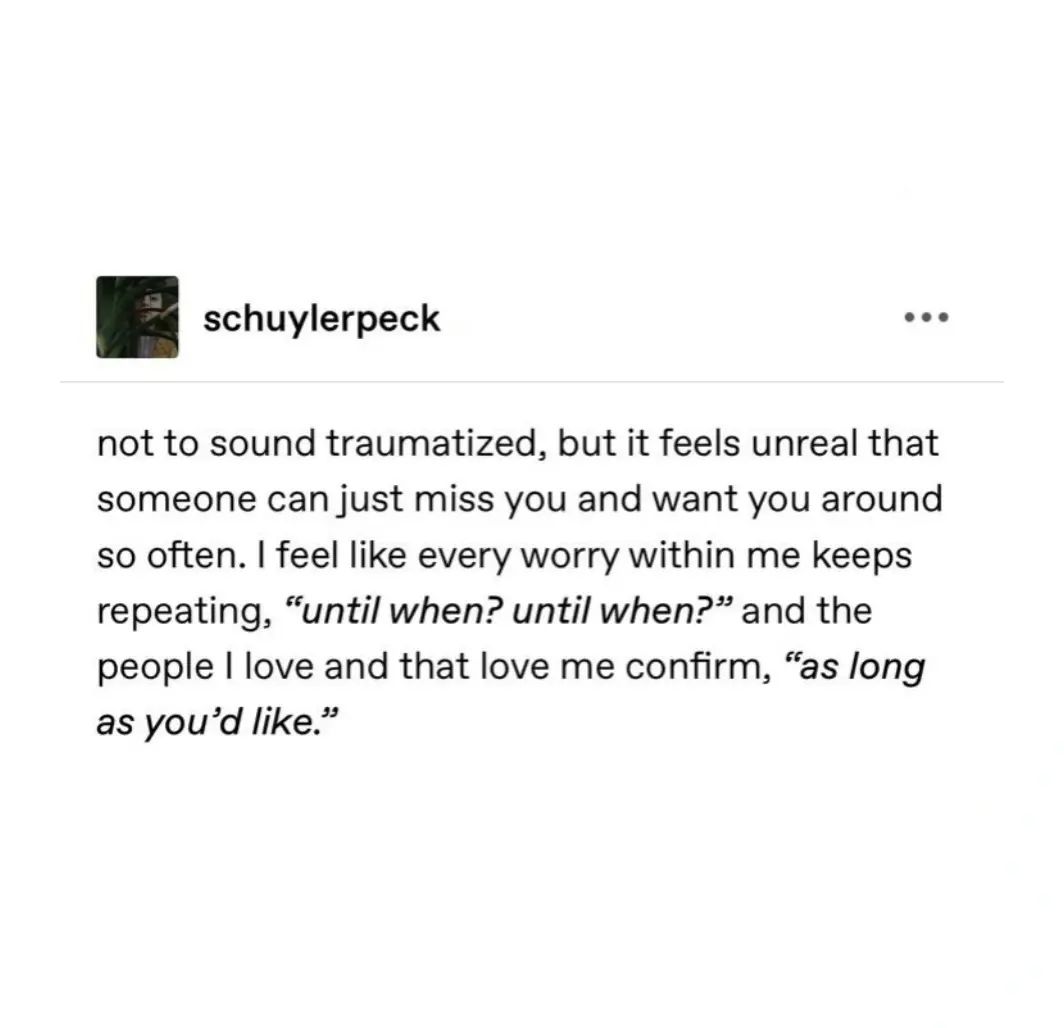 schuylerpeck
not to sound traumatized, but it feels unreal that
someone can just miss you and want you around
so often. I feel like every worry within me keeps
repeating, “until when? until when?” and the
people I love and that love me confirm, “as long
as you’d like.”